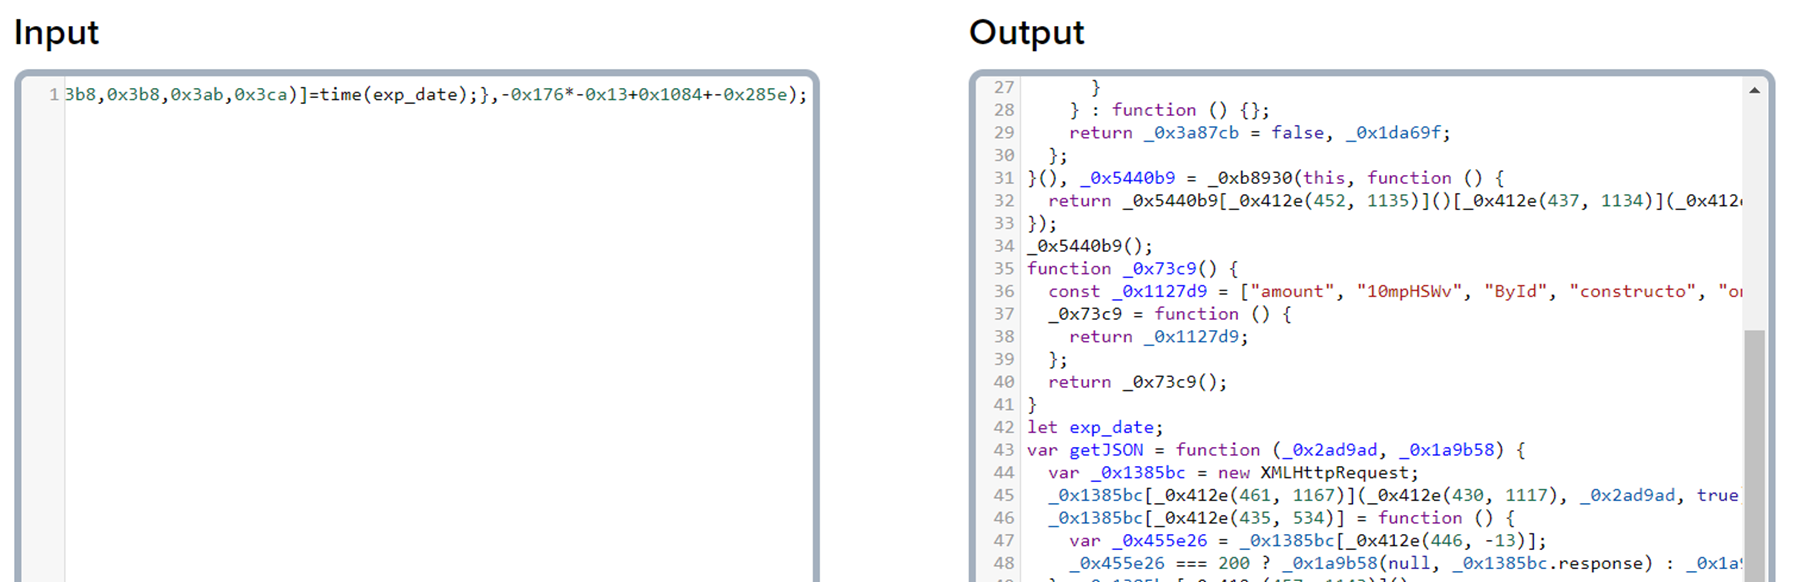 Input
Output
1 3b8,0x3b8,0x3ab,0x3ca)]=time(exp_date);},-0x176*-0x13+0x1084+-0x285e);
27 }
28 } : function () {};
29 return _0x3a87cb = false, _0x1da69f;
30 };
31 }(), _0x5440b9 = _0xb8930(this, function () {
32 return _0x5440b9[_0x412e(452, 1135)]()[_0x412e(437, 1134)](_0x412
33 });
34 _0x5440b9();
35 function _0x73c9() {
36 const _0x1127d9 = ["amount", "10mpHSWv", "ById", "constructo", "o
37 _0x73c9 = function () {
38 return _0x1127d9;
39 };
40 return _0x73c9();
41 }
42 let exp_date;
43 var getJSON = function (_0x2ad9ad, _0x1a9b58) {
44 var _0x1385bc = new XMLHttpRequest;
45 _0x1385bc[_0x412e(461, 1167)](_0x412e(430, 1117), _0x2ad9ad, true
46 _0x1385bc[_0x412e(435, 534)] = function () {
47 var _0x455e26 = _0x1385bc[_0x412e(446, -13)];
48 _0x455e26 === 200 ? _0x1a9b58(null, _0x1385bc.response) : _0x1a